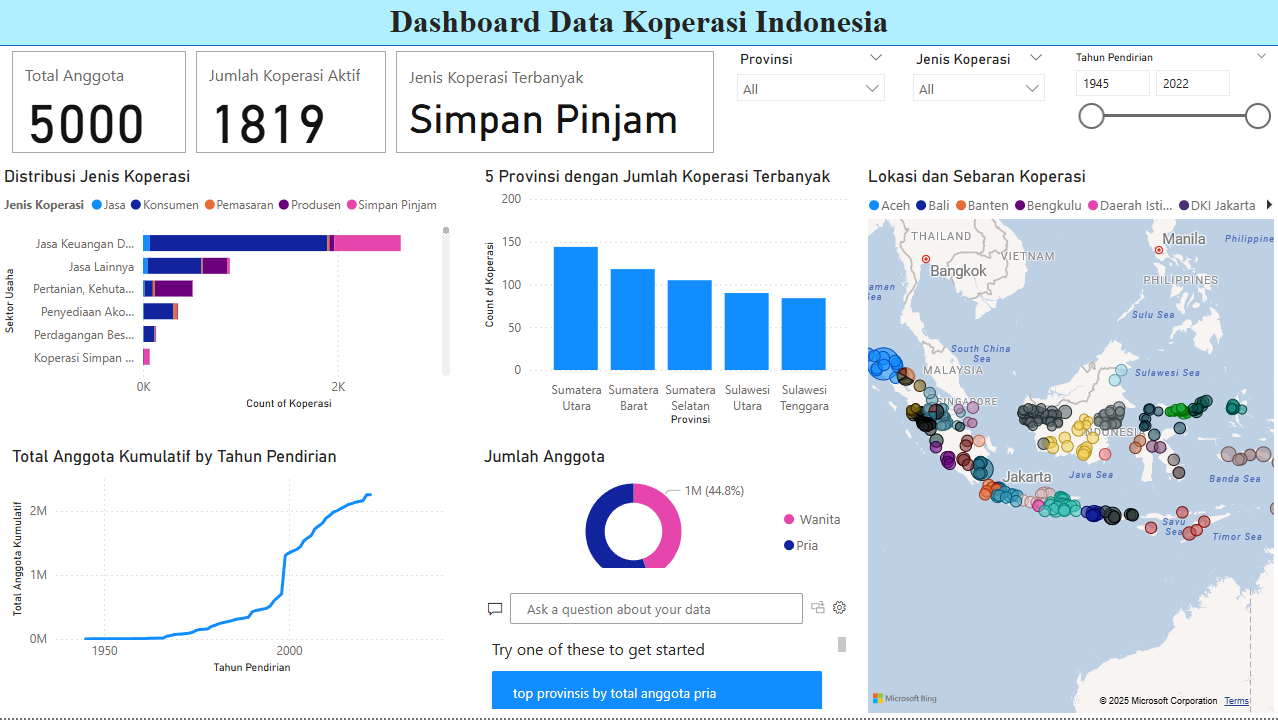 Dashboard Data Koperasi Indonesia
Total Anggota
5000
Jumlah Koperasi Aktif
1819
Jenis Koperasi Terbanyak
Simpan Pinjam
Provinsi
All
Jenis Koperasi
All
Tahun Pendirian
1945
2022
Distribusi Jenis Koperasi
Jenis Koperasi Jasa Konsumen Pemasaran Produsen Simpan Pinjam
Sektor Usaha
Jasa Keuangan D...
Jasa Lainnya
Pertanian, Kehuta...
Penyediaan Ako...
Perdagangan Bes...
Koperasi Simpan ...
0K 2K
Count of Koperasi
5 Provinsi dengan Jumlah Koperasi Terbanyak
Count of Koperasi
200
150
100
50
0
Sumatera Utara
Sumatera Barat
Sumatera Selatan
Sulawesi Utara
Sulawesi Tenggara
Provinsi
Lokasi dan Sebaran Koperasi
Aceh Bali Banten Bengkulu Daerah Isti... DKI Jakarta
THAILAND
VIETNAM
Manila
Philippine
Bangkok
PHILIPPINES
aman
Sea
Sulu Sea
South China
Sea
MALAYSIA
Sulawesi Sea
SINGAPORE
INDONESIA
Jakarta
Java Sea
Banda Sea
Savu
Sea
Timor Sea
Microsoft Bing
© 2025 Microsoft Corporation Terms
Total Anggota Kumulatif by Tahun Pendirian
Total Anggota Kumulatif
2M
1M
0M
1950 2000
Tahun Pendirian
Jumlah Anggota
1M (44.8%)
Wanita
Pria
Ask a question about your data
Try one of these to get started
top provinsis by total anggota pria